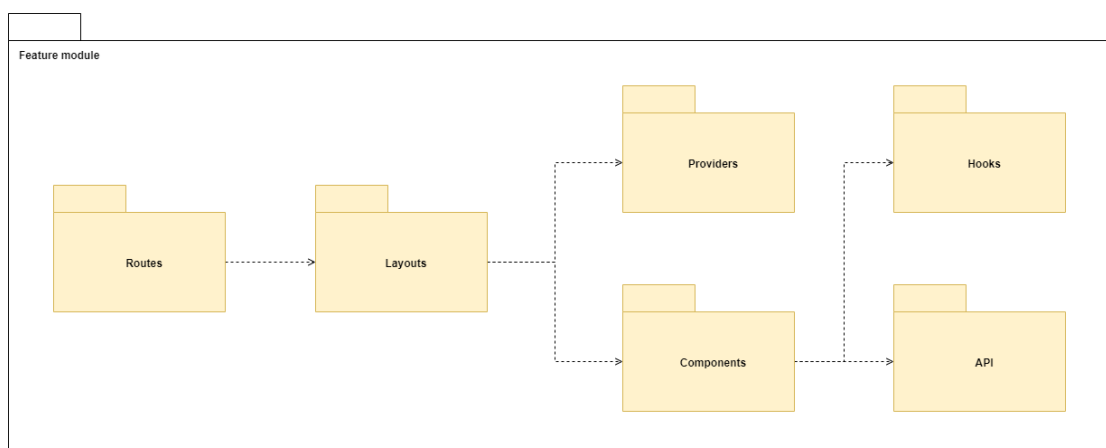 Feature module
Providers
Hooks
Routes
Layouts
Components
API